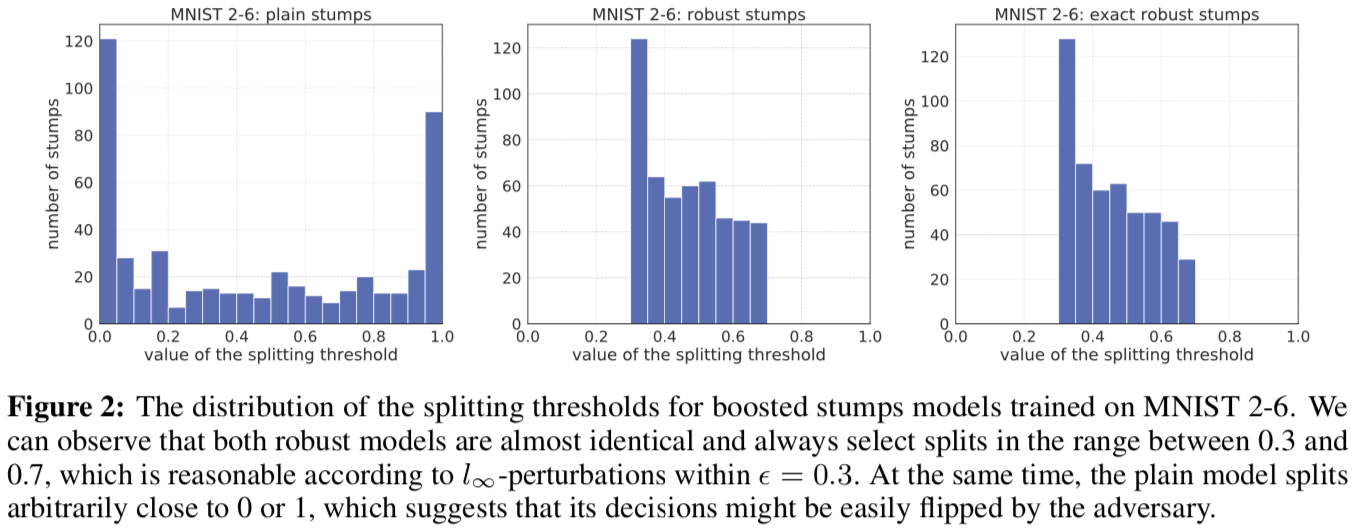 MNIST 2-6: plain stumps
number of stumps
120
100
80
60
40
20
0
0.0 0.2 0.4 0.6 0.8 1.0
value of the splitting threshold
MNIST 2-6: robust stumps
number of stumps
120
100
80
60
40
20
0
0.0 0.2 0.4 0.6 0.8 1.0
value of the splitting threshold
MNIST 2-6: exact robust stumps
number of stumps
120
100
80
60
40
20
0
0.0 0.2 0.4 0.6 0.8 1.0
value of the splitting threshold
Figure 2: The distribution of the splitting thresholds for boosted stumps models trained on MNIST 2-6. We
can observe that both robust models are almost identical and always select splits in the range between 0.3 and
0.7, which is reasonable according to l∞-perturbations within ϵ = 0.3. At the same time, the plain model splits
arbitrarily close to 0 or 1, which suggests that its decisions might be easily flipped by the adversary.